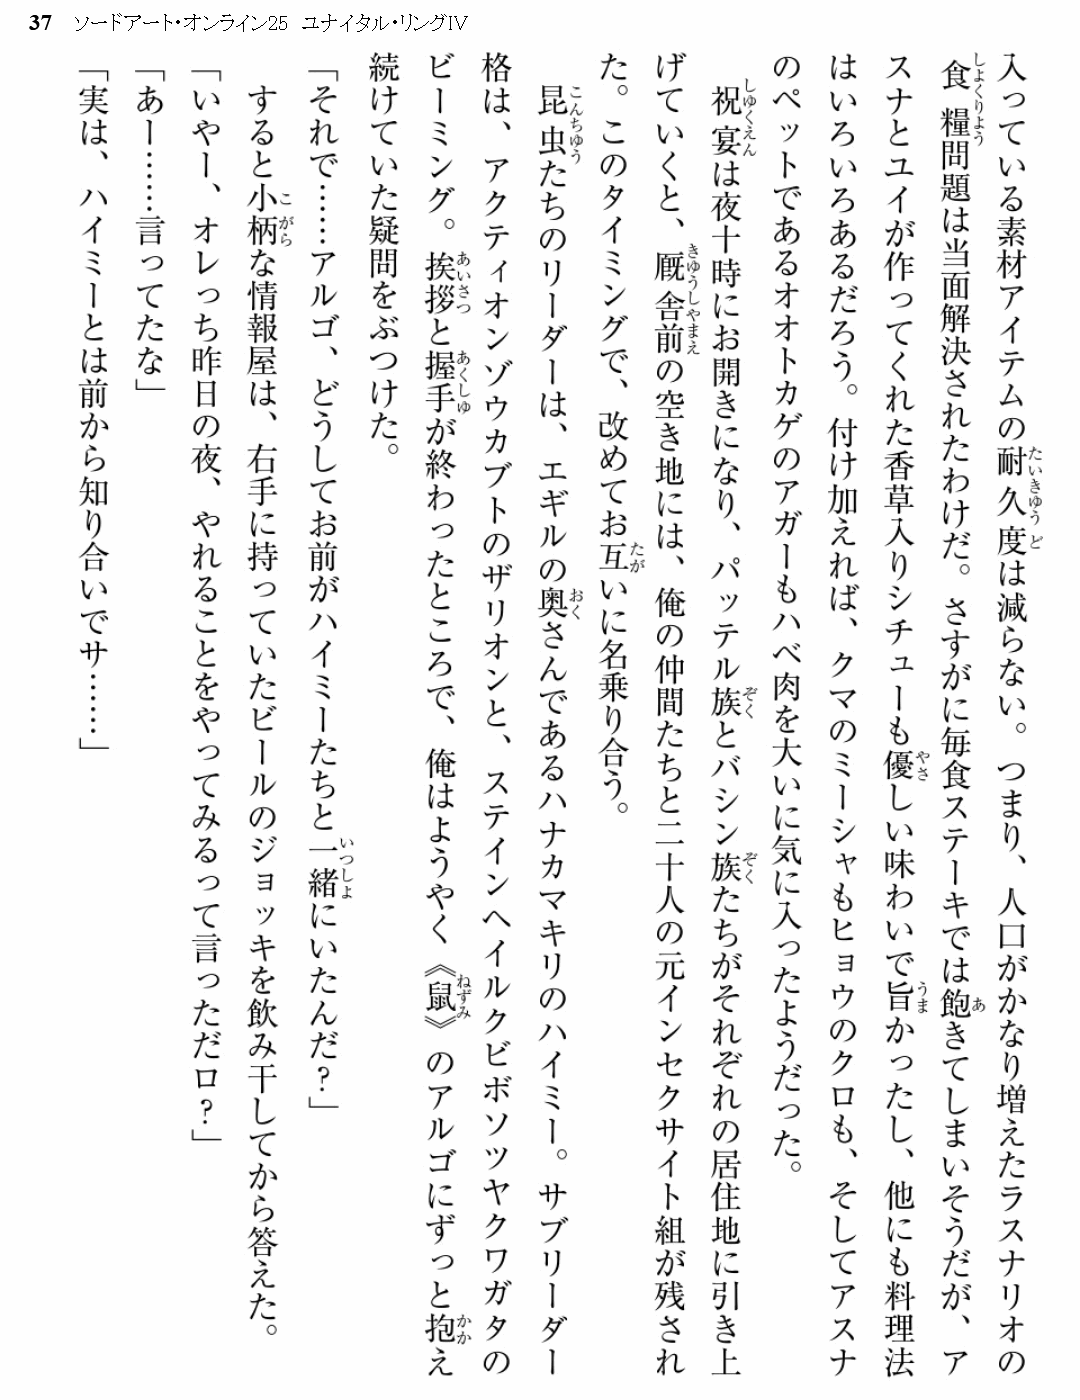 37 ソードアート・オンライン25 ユナイタル・リングⅣ
入っている素材アイテムの耐久度は減らない。つまり、人口がかなり増えたラスナリオの
食糧問題は当面解決されたわけだ。さすがに毎食ステーキでは飽きてしまいそうだが、ア
スナとユイが作ってくれた香草入りシチューも優しい味わいで旨かったし、他にも料理法
はいろいろあるだろう。付け加えれば、クマのミーシャもヒョウのクロも、そしてアスナ
のペットであるオオトカゲのアガーもハベ肉を大いに気に入ったようだった。
祝宴は夜十時にお開きになり、パッテル族とバシン族たちがそれぞれの居住地に引き上
げていくと、厩舎前の空き地には、俺の仲間たちと二十人の元インセクサイト組が残され
た。このタイミングで、改めてお互いに名乗り合う。
昆虫たちのリーダーは、エギルの奥さんであるハナカマキリのハイミー。サブリーダー
格は、アクティオンゾウカブトのザリオンと、ステインヘイルクビボソツヤクワガタの
ビーミング。挨拶と握手が終わったところで、俺はようやく《鼠》のアルゴにずっと抱え
続けていた疑問をぶつけた。
「それで……アルゴ、どうしてお前がハイミーたちと一緒にいたんだ?」
すると小柄な情報屋は、右手に持っていたビールのジョッキを飲み干してから答えた。
「いやー、オレっち昨日の夜、やれることをやってみるって言っただロ?」
「あー……言ってたな」
「実は、ハイミーとは前から知り合いでサ……」